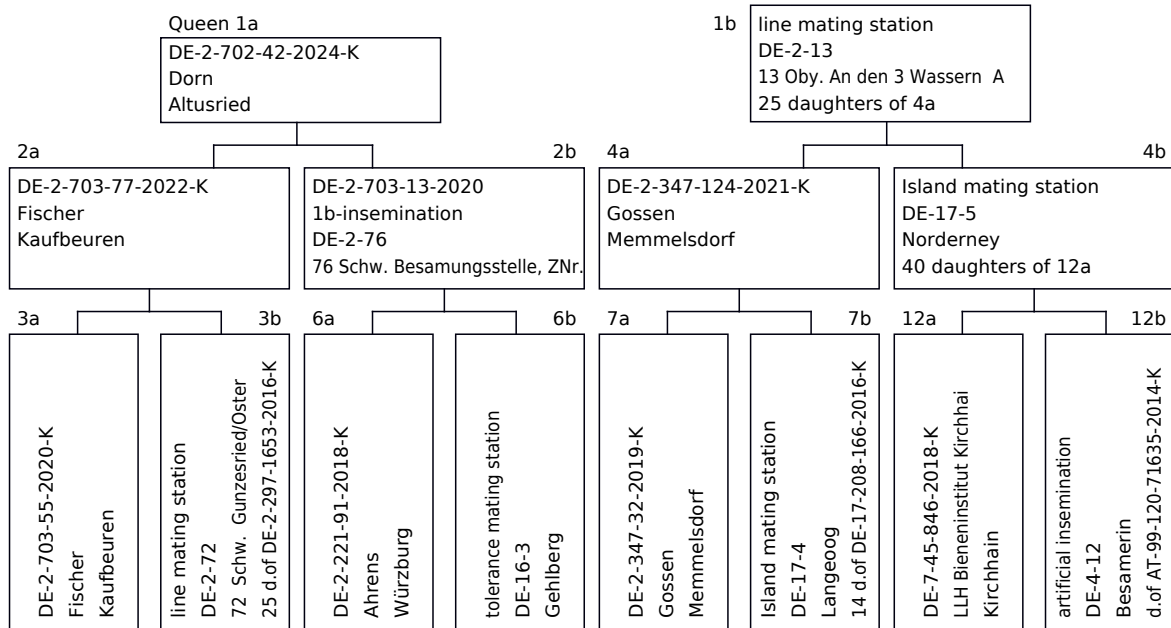 Queen 1a
DE-2-702-42-2024-K
Dorn
Altusried
1b
line mating station
DE-2-13
13 Oby. An den 3 Wassern A
25 daughters of 4a
2a
DE-2-703-77-2022-K
Fischer
Kaufbeuren
2b
DE-2-703-13-2020
1b-insemination
DE-2-76
76 Schw. Besamungsstelle, ZNr.
4a
DE-2-347-124-2021-K
Gossen
Memmelsdorf
4b
Island mating station
DE-17-5
Norderney
40 daughters of 12a
3a
DE-2-703-55-2020-K
Fischer
Kaufbeuren
3b
line mating station
DE-2-72
72 Schw. Gunzesried/Oster
25 d.of DE-2-297-1653-2016-K
6a
DE-2-221-91-2018-K
Ahrens
Würzburg
6b
tolerance mating station
DE-16-3
Gehlberg
7a
DE-2-347-32-2019-K
Gossen
Memmelsdorf
7b
Island mating station
DE-17-4
Langeoog
14 d.of DE-17-208-166-2016-K
12a
DE-7-45-846-2018-K
LLH Bieneninstitut Kirchhai
Kirchhain
12b
artificial insemination
DE-4-12
Besamerin
d.of AT-99-120-71635-2014-K